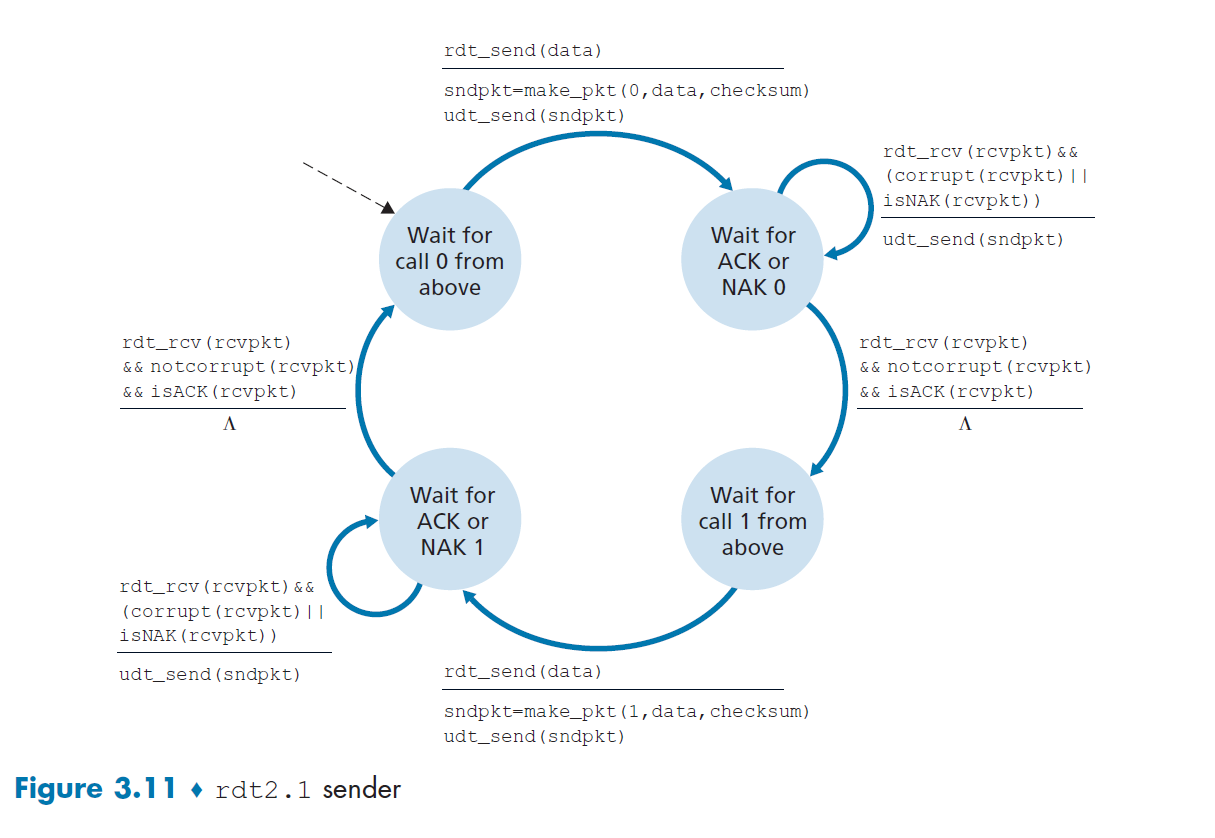 rdt_send(data)
sndpkt=make_pkt(0,data,checksum)
udt_send(sndpkt)
rdt_rcv(rcvpkt)&&
(corrupt(rcvpkt)||
isNAK(rcvpkt))
udt_send(sndpkt)
Wait for
call 0 from
above
Wait for
ACK or
NAK 0
rdt_rcv(rcvpkt)
&& notcorrupt(rcvpkt)
&& isACK(rcvpkt)
Λ
rdt_rcv(rcvpkt)
&& notcorrupt(rcvpkt)
&& isACK(rcvpkt)
Λ
Wait for
ACK or
NAK 1
Wait for
call 1 from
above
rdt_rcv(rcvpkt)&&
(corrupt(rcvpkt)||
isNAK(rcvpkt))
udt_send(sndpkt)
rdt_send(data)
sndpkt=make_pkt(1,data,checksum)
udt_send(sndpkt)
Figure 3.11 ♦ rdt2.1 sender